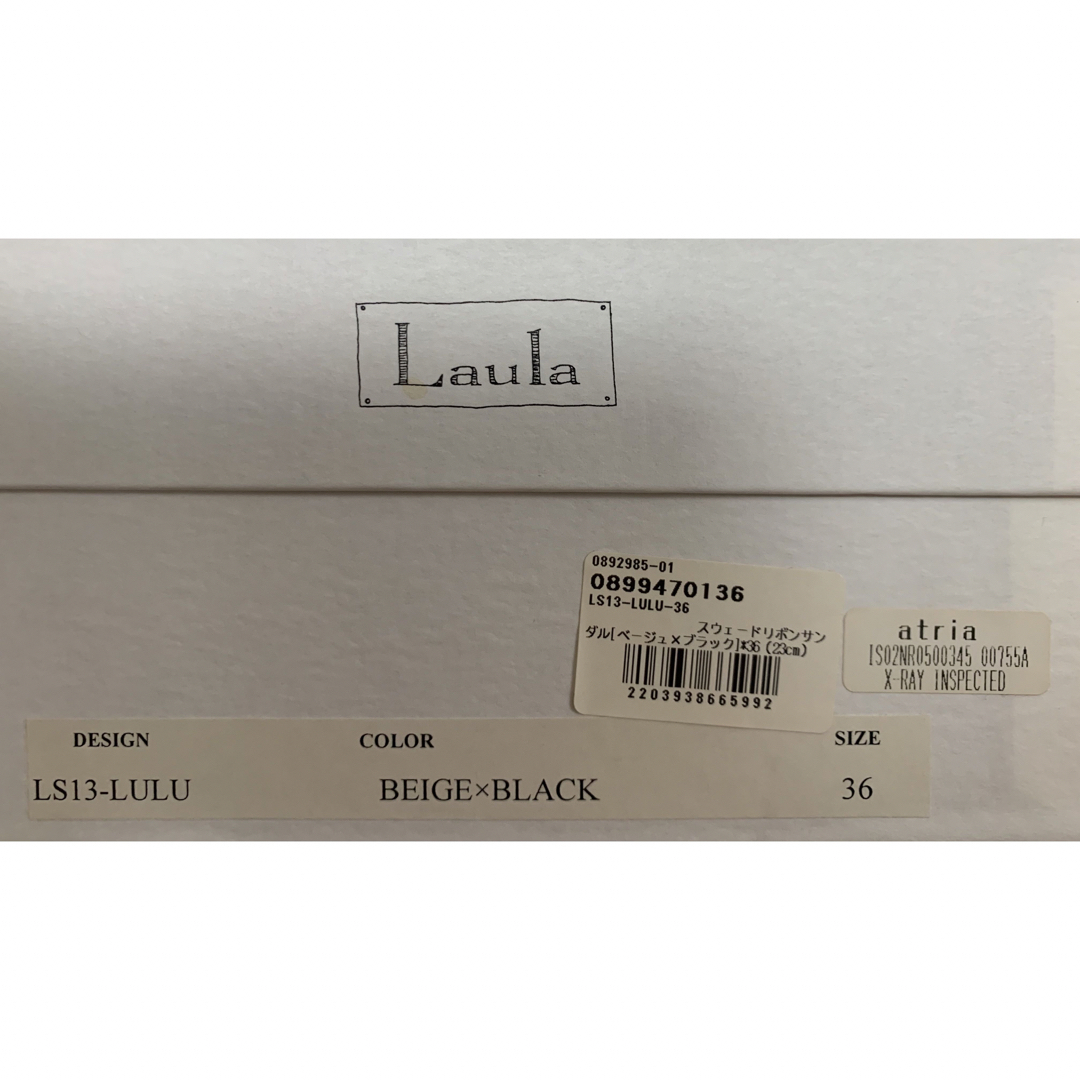 Laula
0892985-01
0899470136
LS13-LULU-36
スウェードリボンサン
ダル[ベージュ×ブラック]*36(23cm)
2203938665992
atria
IS02NR0500345 00755A
X-RAY INSPECTED
DESIGN COLOR SIZE
LS13-LULU BEIGE×BLACK 36